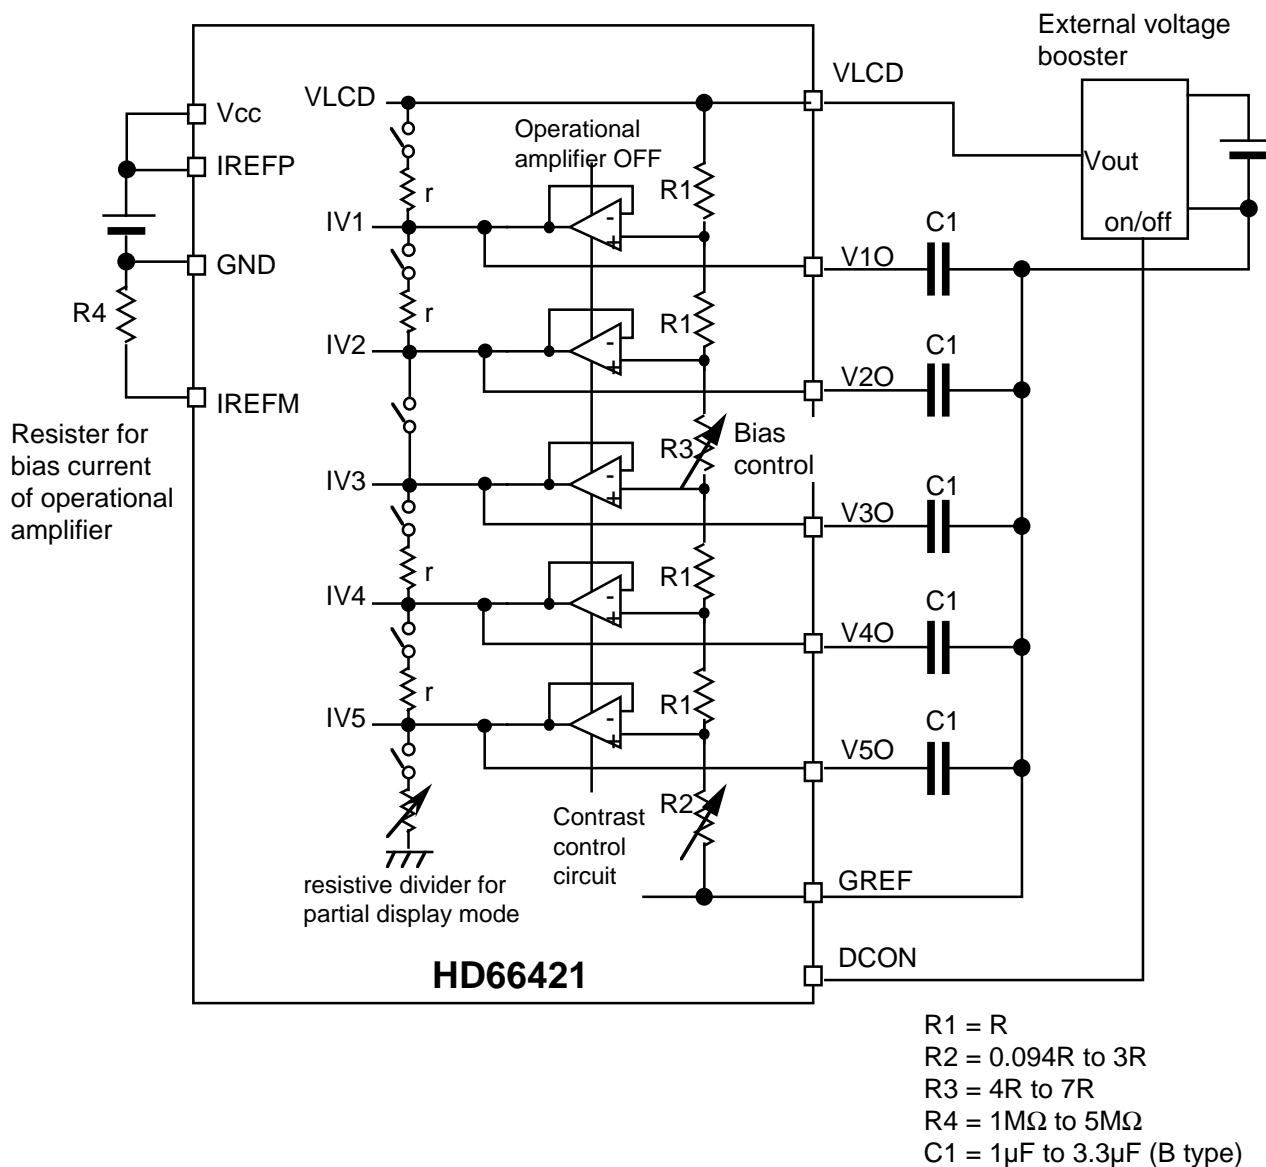 External voltage
booster
VLCD
VLCD
Vcc
Operational
amplifier OFF
IREFP
Vout
r
R1
-
+
IV1
on/off
C1
GND
V1O
R4
r
R1
-
+
IV2
C1
V2O
IREFM
Resister for
bias current
of operational
amplifier
R3
Bias
control
-
+
IV3
C1
V3O
r
R1
-
+
IV4
C1
V4O
r
R1
-
+
IV5
C1
V5O
R2
Contrast
control
circuit
resistive divider for
partial display mode
GREF
DCON
HD66421
R1 = R
R2 = 0.094R to 3R
R3 = 4R to 7R
R4 = 1MΩ to 5MΩ
C1 = 1µF to 3.3µF (B type)